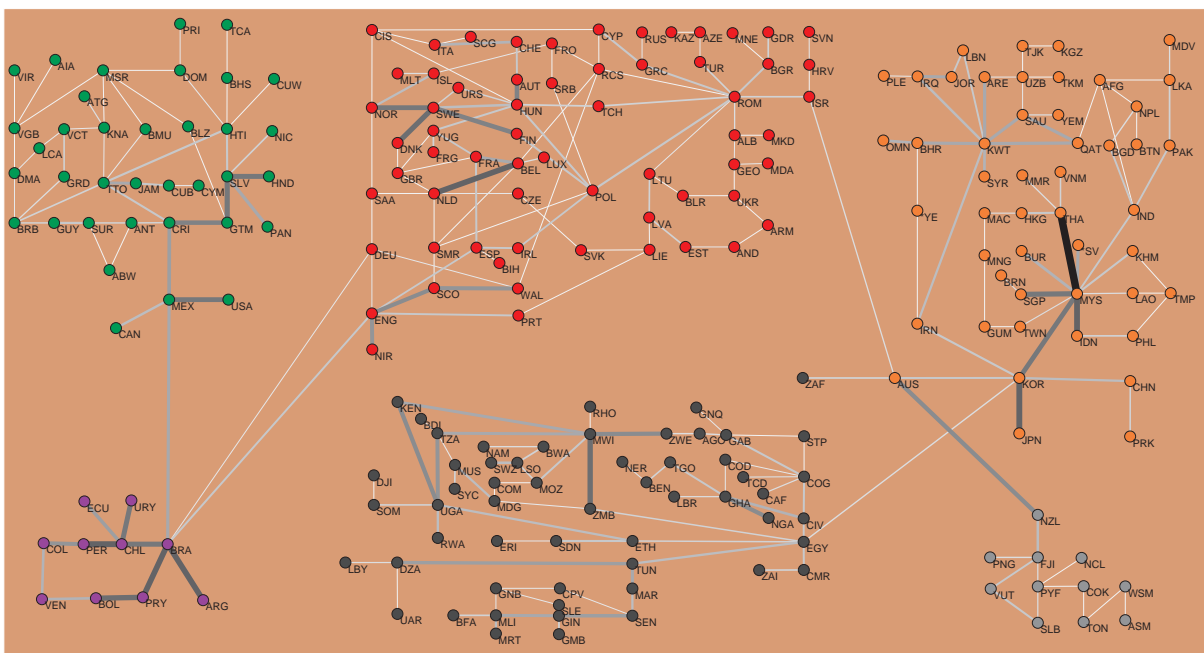 PRI
TCA
AIA
VIR
MSR
DOM
BHS
CUW
ATG
VGB
VCT
KNA
BMU
BLZ
HTI
NIC
LCA
DMA
GRD
TTO
JAM
CUB
CYM
SLV
HND
BRB
GUY
SUR
ANT
CRI
GTM
PAN
ABW
MEX
USA
CAN
CIS
ITA
SCG
CHE
FRO
CYP
RUS
KAZ
AZE
MNE
GDR
SVN
MLT
ISL
URS
AUT
SRB
RCS
GRC
TUR
BGR
HRV
NOR
SWE
HUN
TCH
ROM
ISR
DNK
YUG
FRG
FIN
FRA
BEL
LUX
ALB
MKD
GBR
LTU
GEO
MDA
SAA
NLD
CZE
POL
BLR
UKR
LVA
ARM
DEU
SMR
ESP
IRL
BIH
SVK
LIE
EST
AND
SCO
WAL
ENG
PRT
NIR
MDV
LBN
TJK
KGZ
PLE
IRQ
JOR
ARE
UZB
TKM
AFG
LKA
SAU
YEM
NPL
OMN
BHR
KWT
QAT
BGD
BTN
PAK
SYR
MMR
VNM
YE
MAC
HKG
THA
IND
MNG
BUR
SV
KHM
BRN
SGP
MYS
LAO
TMP
IRN
GUM
TWN
IDN
PHL
ZAF
AUS
KOR
CHN
JPN
PRK
KEN
BDI
TZA
RHO
MWI
GNQ
ZWE
AGO
GAB
STP
NAM
BWA
SWZ
LSO
MUS
NER
TGO
COD
DJI
COM
MOZ
BEN
TCD
COG
SYC
MDG
LBR
GHA
CAF
SOM
UGA
ZMB
NGA
CIV
RWA
ERI
SDN
ETH
EGY
LBY
DZA
TUN
ZAI
CMR
GNB
CPV
MAR
SLE
UAR
BFA
MLI
GIN
SEN
MRT
GMB
ECU
URY
COL
PER
CHL
BRA
VEN
BOL
PRY
ARG
NZL
PNG
FJI
NCL
VUT
PYF
COK
WSM
SLB
TON
ASM